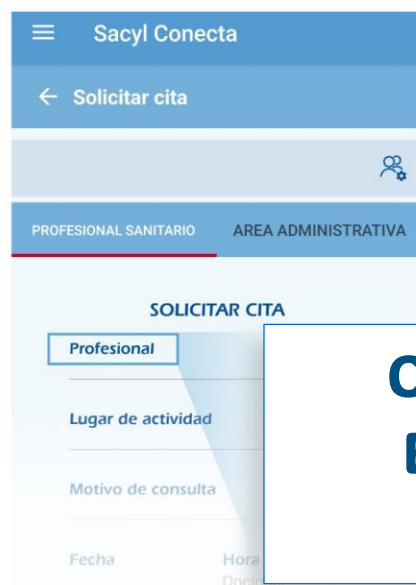 Sacyl Conecta
Solicitar cita
PROFESIONAL SANITARIO AREA ADMINISTRATIVA
SOLICITAR CITA
Profesional
Lugar de actividad
Motivo de consulta
Fecha Hora